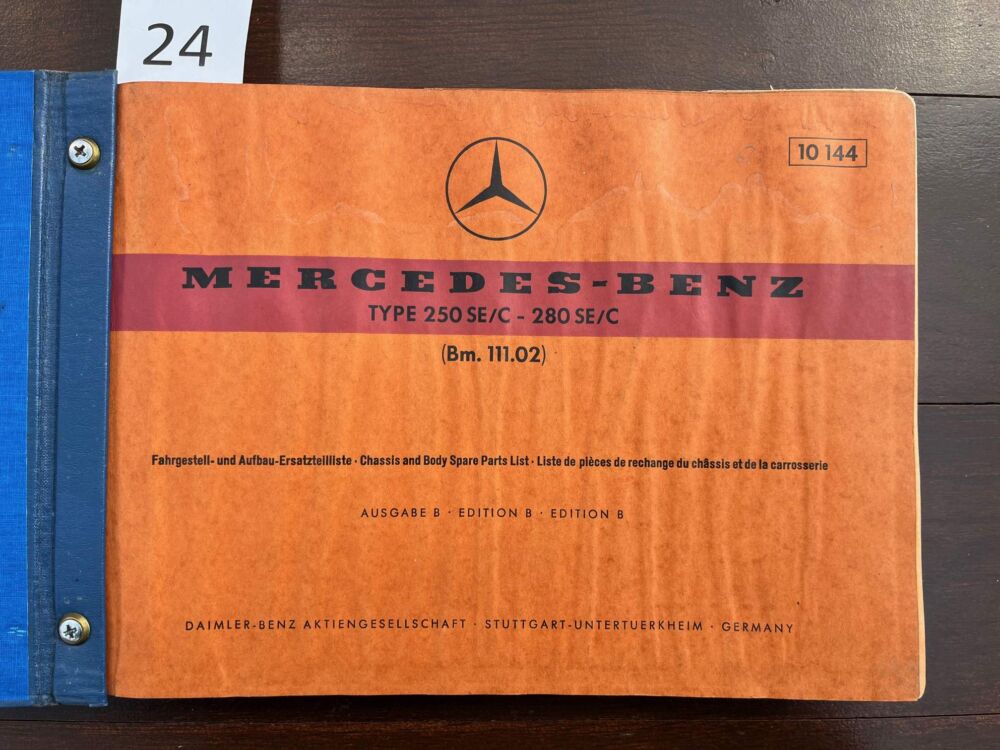 24
10 144
MERCEDES-BENZ
TYPE 250 SE/C - 280 SE/C
(Bm. 111.02)
Fahrgestell- und Aufbau-Ersatzteilliste · Chassis and Body Spare Parts List · Liste de pièces de rechange du châssis et de la carrosserie
AUSGABE B · EDITION B · EDITION B
DAIMLER-BENZ AKTIENGESELLSCHAFT · STUTTGART-UNTERTUERKHEIM · GERMANY